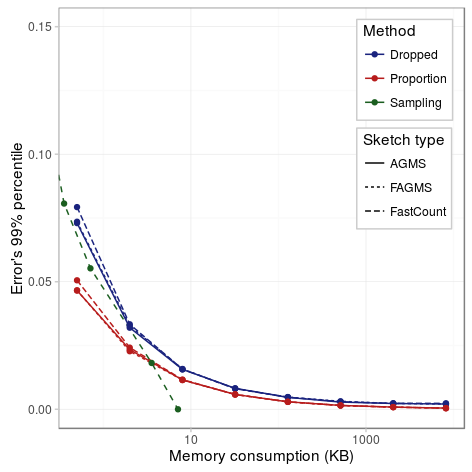 0.15
0.10
0.05
0.00
Error's 99% percentile
10
1000
Memory consumption (KB)
Method
Dropped
Proportion
Sampling
Sketch type
AGMS
FAGMS
FastCount